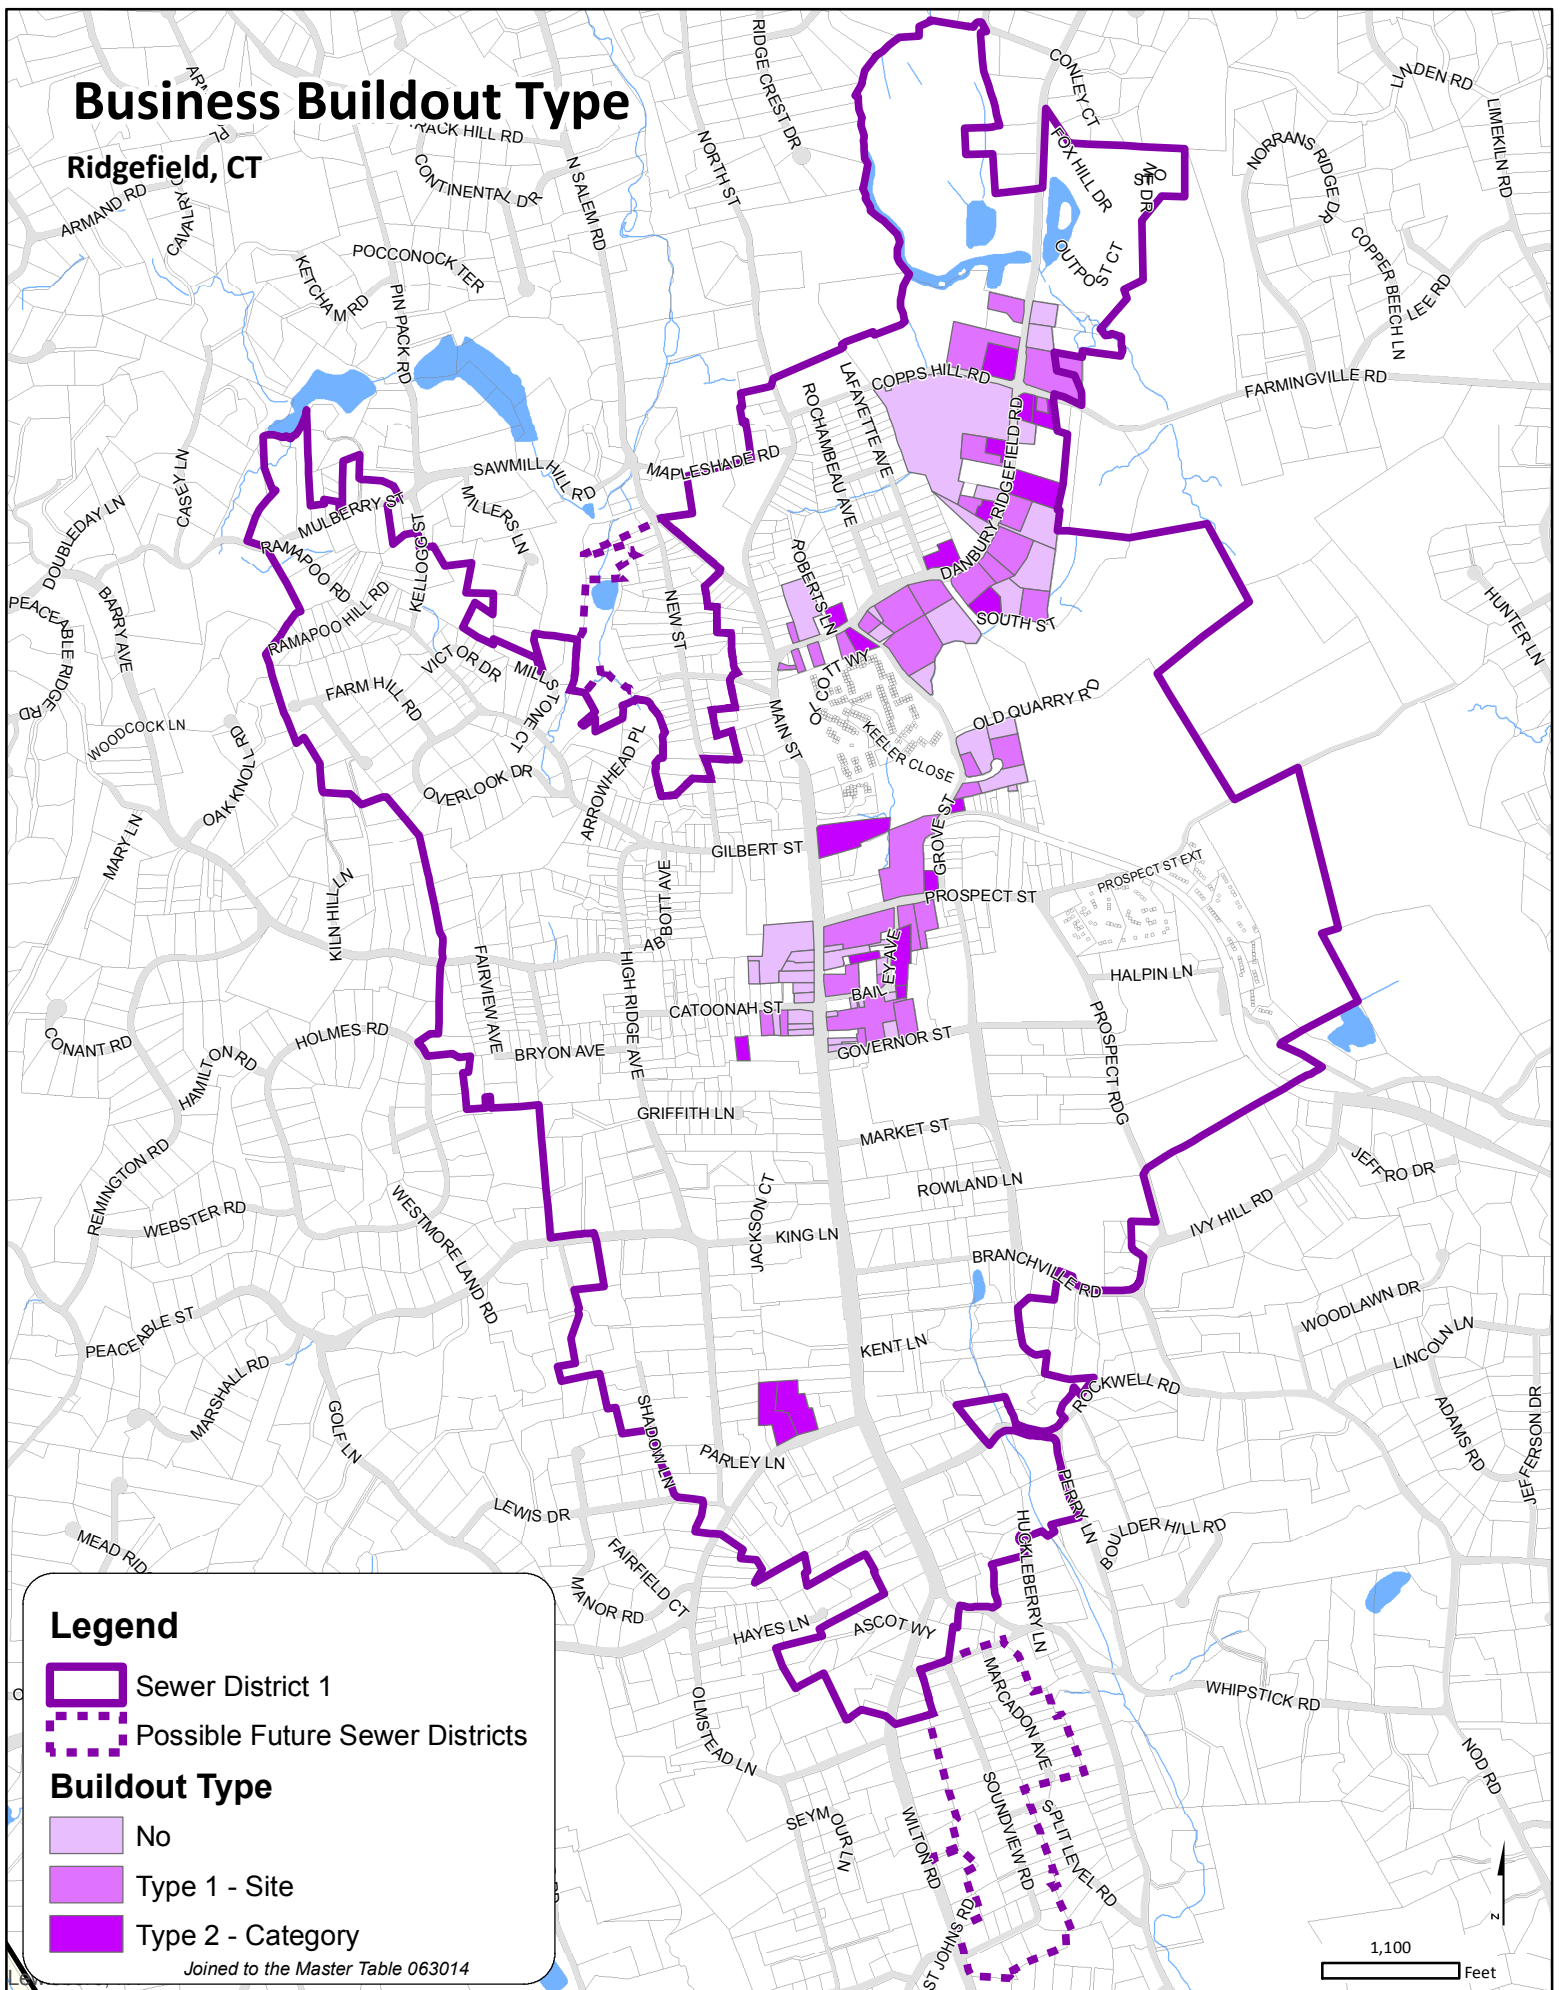 Business Buildout Type
Ridgefield, CT
RIDGE CREST DR
CONLEY CT
LINDEN RD
LIMEKILN RD
NORTH ST
N SALEM RD
CONTINENTAL DR
ARMAND RD
CAVALRY CT
FOX HILL DR
NORRANS RIDGE DR
POCCONOCK TER
KETCHAM RD
PIN PACK RD
OUTPOST CT
COPPER BEECH LN
LEE RD
LAFAYETTE AVE
COPPS HILL RD
FARMINGVILLE RD
ROCHAMBEAU AVE
MAPLESHADE RD
SAWMILL HILL RD
CASEY LN
MULBERRY ST
MILLERS LN
DOUBLEDAY LN
RAMAPOO RD
KELOGG ST
DANBURY RIDGEFIELD RD
ROBERTS LN
PEACEABLE RIDGE RD
BARRY AVE
RAMAPOO HILL RD
NEW ST
SOUTH ST
HUNTER LN
VICTOR DR
MILLSTONE CT
FARM HILL RD
OLCOTT WY
OLD QUARRY RD
WOODCOCK LN
OAK KNOLL RD
MAIN ST
KEELER CLOSE
OVERLOOK DR
ARROWHEAD PL
MARY LN
GILBERT ST
GROVE ST
KILN HILL LN
ABBOTT AVE
PROSPECT ST
PROSPECT ST EXT
FAIRVIEW AVE
HIGH RIDGE AVE
BAILEY AVE
HALPIN LN
CATOONAH ST
CONANT RD
HOLMES RD
HAMILTON RD
BRYON AVE
GOVERNOR ST
PROSPECT RDG
GRIFFITH LN
MARKET ST
REMINGTON RD
JEFFRO DR
ROWLAND LN
WEBSTER RD
WESTMORELAND RD
JACKSON CT
KING LN
IVY HILL RD
BRANCHVILLE RD
PEACEABLE ST
WOODLAWN DR
KENT LN
LINCOLN LN
MARSHALL RD
ROCKWELL RD
GOLF LN
SHADOW LN
ADAMS RD
JEFFERSON DR
PARLEY LN
PERRY LN
LEWIS DR
HUCKLEBERRY LN
BOULDER HILL RD
FAIRFIELD CT
MANOR RD
HAYES LN
ASCOT WY
OLMSTEAD LN
MARCADON AVE
WHIPSTICK RD
NOD RD
SOUNDVIEW RD
SPLIT LEVEL RD
SEYMOUR LN
WILTON RD
ST JOHNS RD
Legend
Sewer District 1
Possible Future Sewer Districts
Buildout Type
No
Type 1 - Site
Type 2 - Category
Joined to the Master Table 063014
z
1,100
Feet